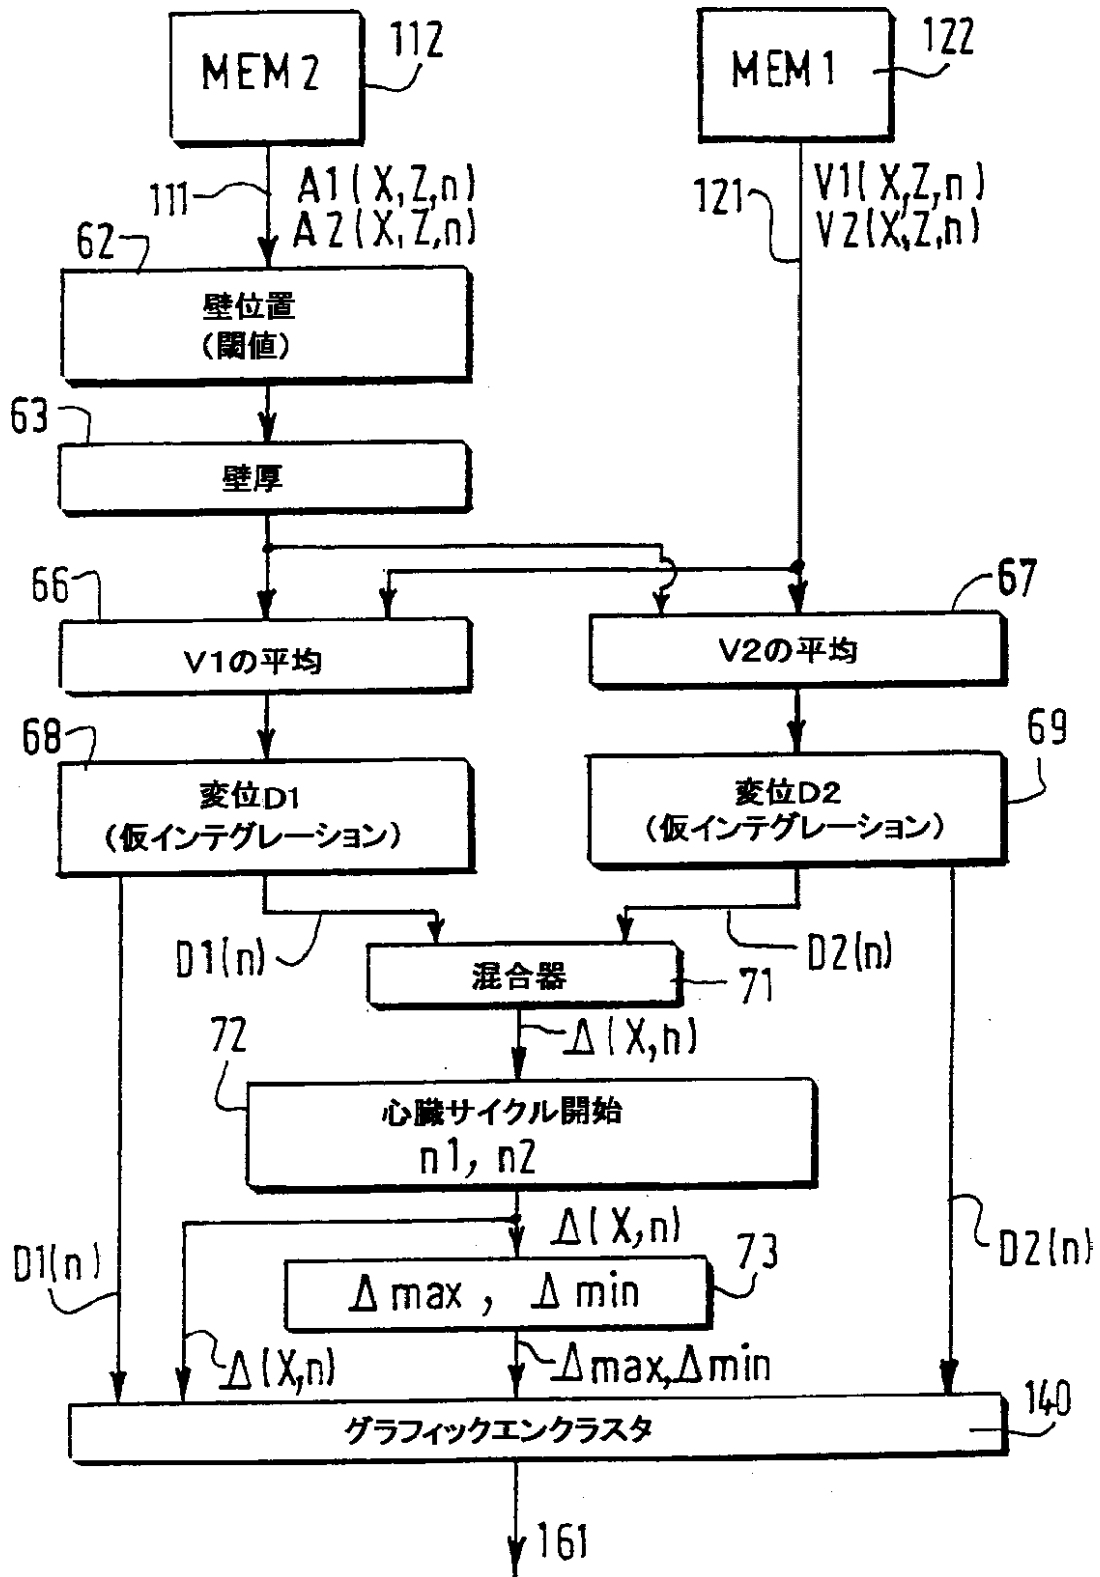 MEM2
112
MEM1
122
111
A1(X,Z,n)
A2(X,Z,n)
121
V1(X,Z,n)
V2(X,Z,n)
62
壁位置
(閾値)
63
壁厚
66
V1の平均
67
V2の平均
68
変位D1
(仮インテグレーション)
69
変位D2
(仮インテグレーション)
D1(n)
D2(n)
混合器
71
Δ(X,n)
72
心臓サイクル開始
n1, n2
Δ(X,n)
D1(n)
D2(n)
73
Δmax, Δmin
Δ(X,n)
Δmax,Δmin
140
グラフィックエンクラスタ
161